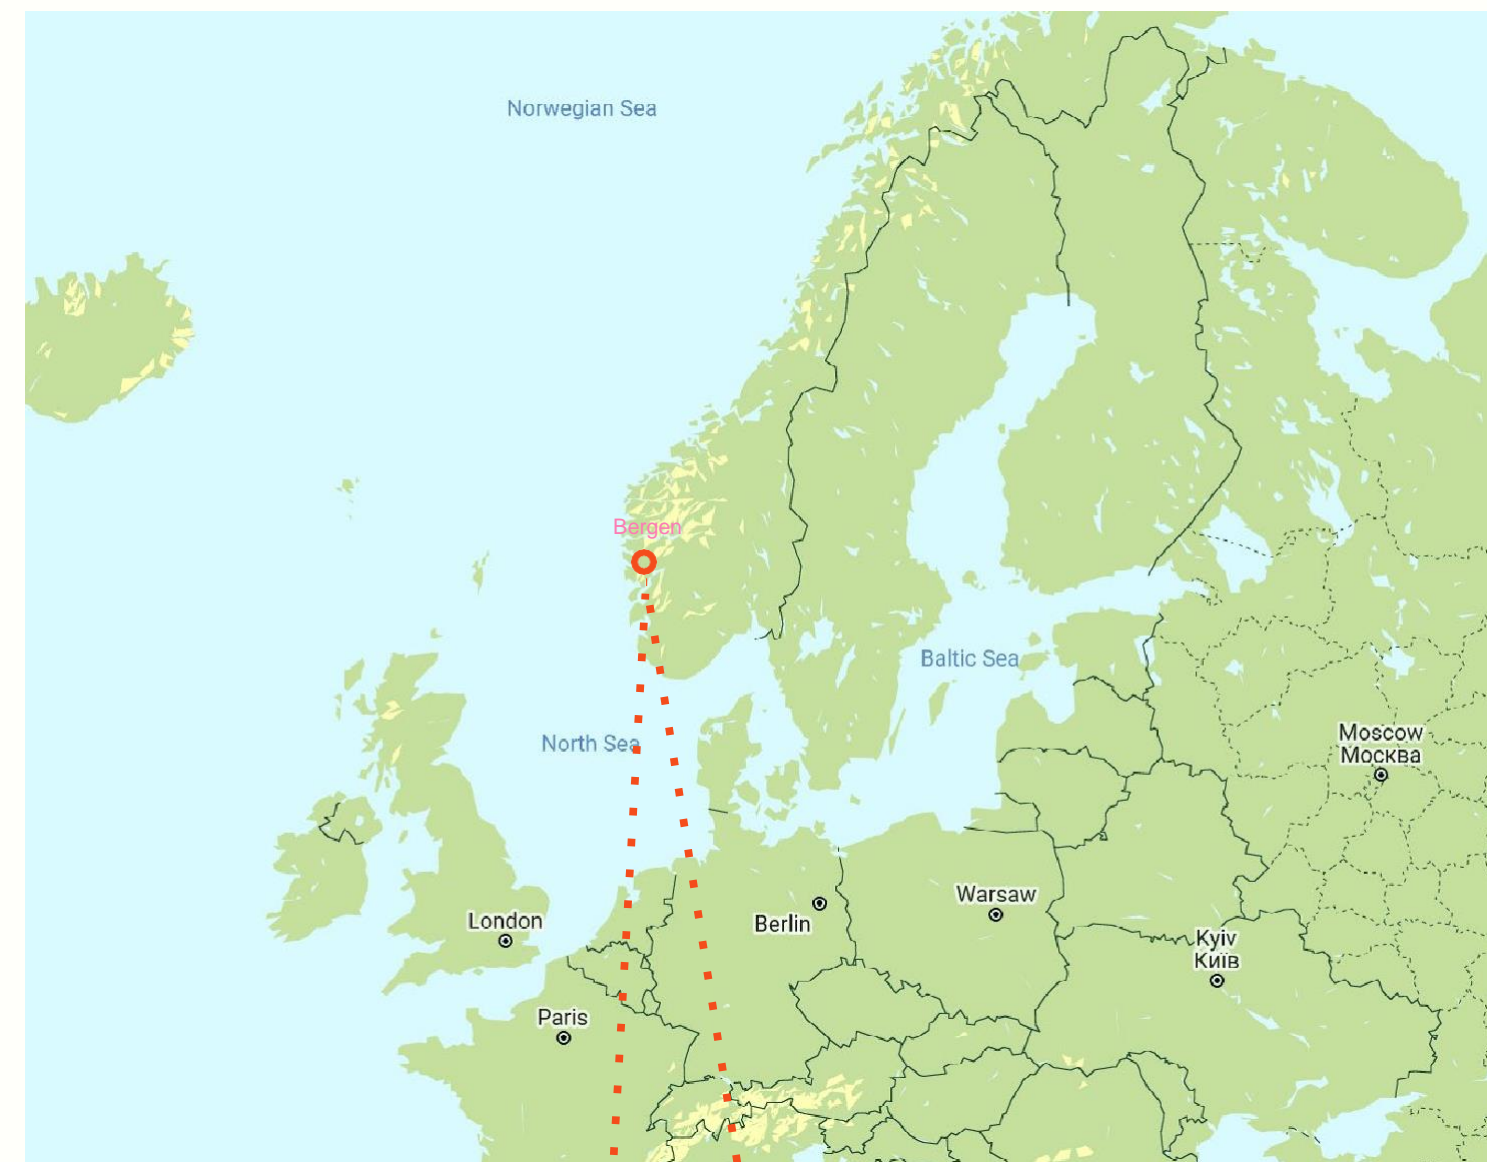 Norwegian Sea
Bergen
Baltic Sea
North Sea
Moscow
Москва
Warsaw
London
Berlin
Kyiv
Київ
Paris